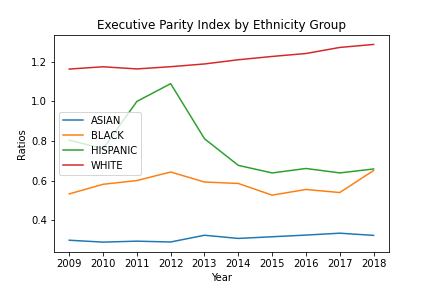 Executive Parity Index by Ethnicity Group
Ratios
1.2
1.0
0.8
0.6
0.4
ASIAN
BLACK
HISPANIC
WHITE
2009 2010 2011 2012 2013 2014 2015 2016 2017 2018
Year